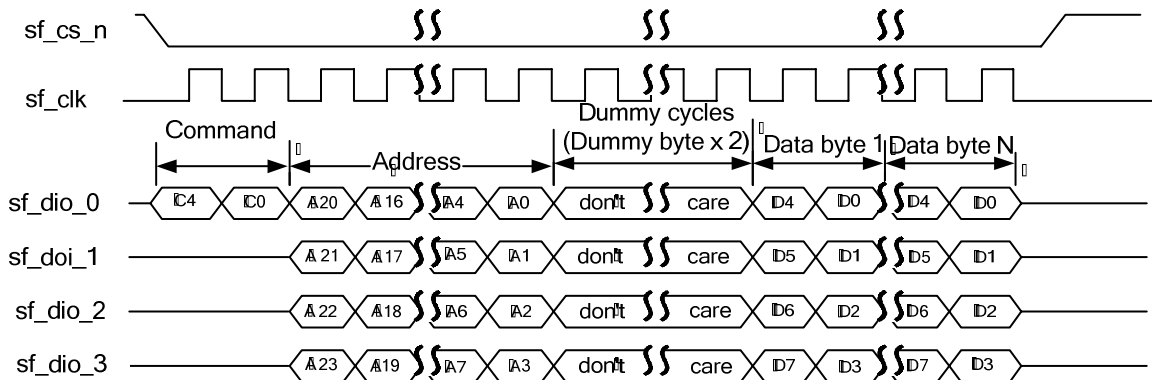 sf_cs_n
sf_clk
Command
Address
Dummy cycles
(Dummy byte x 2)
Data byte 1
Data byte N
sf_dio_0 C4 C0 A20 A16 A4 A0 don't care D4 D0 D4 D0
sf_doi_1 A21 A17 A5 A1 don't care D5 D1 D5 D1
sf_dio_2 A22 A18 A6 A2 don't care D6 D2 D6 D2
sf_dio_3 A23 A19 A7 A3 don't care D7 D3 D7 D3